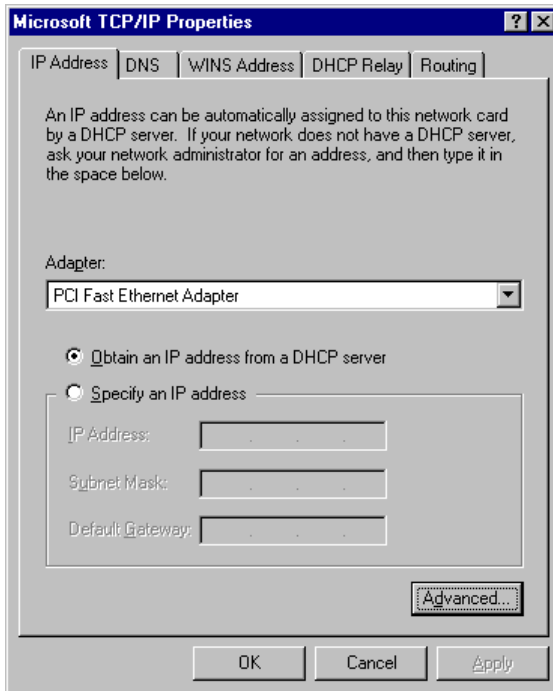 Microsoft TCP/IP Properties
IP Address DNS WINS Address DHCP Relay Routing
An IP address can be automatically assigned to this network card
by a DHCP server. If your network does not have a DHCP server,
ask your network administrator for an address, and then type it in
the space below.
Adapter:
PCI Fast Ethernet Adapter
Obtain an IP address from a DHCP server
Specify an IP address
IP Address:
Subnet Mask:
Default Gateway:
Advanced...
OK Cancel Apply